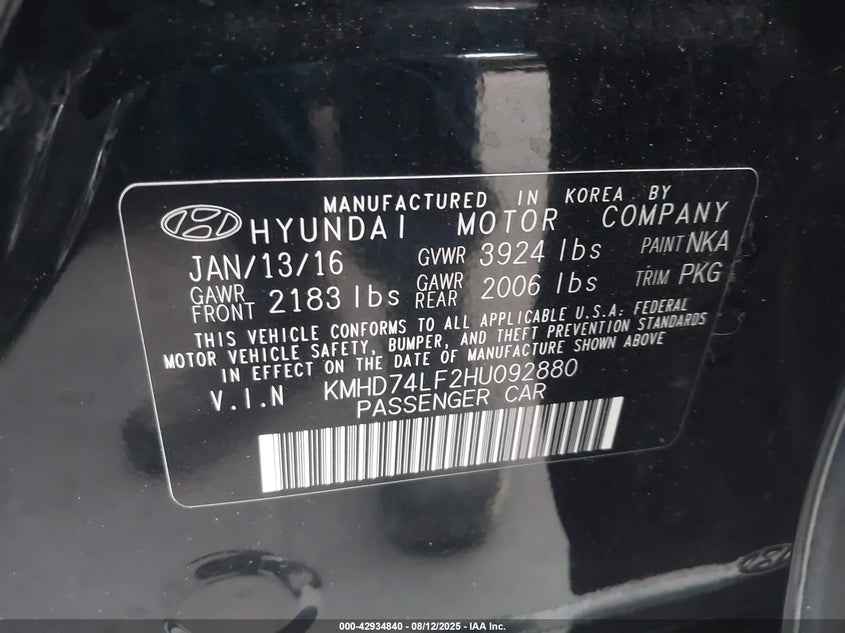 MANUFACTURED IN KOREA BY
HYUNDAI MOTOR COMPANY
JAN/13/16 GVWR 3924 lbs PAINT NKA
GAWR FRONT 2183 lbs GAWR REAR 2006 lbs TRIM PKG
THIS VEHICLE CONFORMS TO ALL APPLICABLE U.S.A. FEDERAL
MOTOR VEHICLE SAFETY, BUMPER, AND THEFT PREVENTION STANDARDS
IN EFFECT ON THE DATE OF MANUFACTURE SHOWN ABOVE
V.I.N KMHD74LF2HU092880
PASSENGER CAR
000-42934840 - 08/12/2025 - IAA Inc.